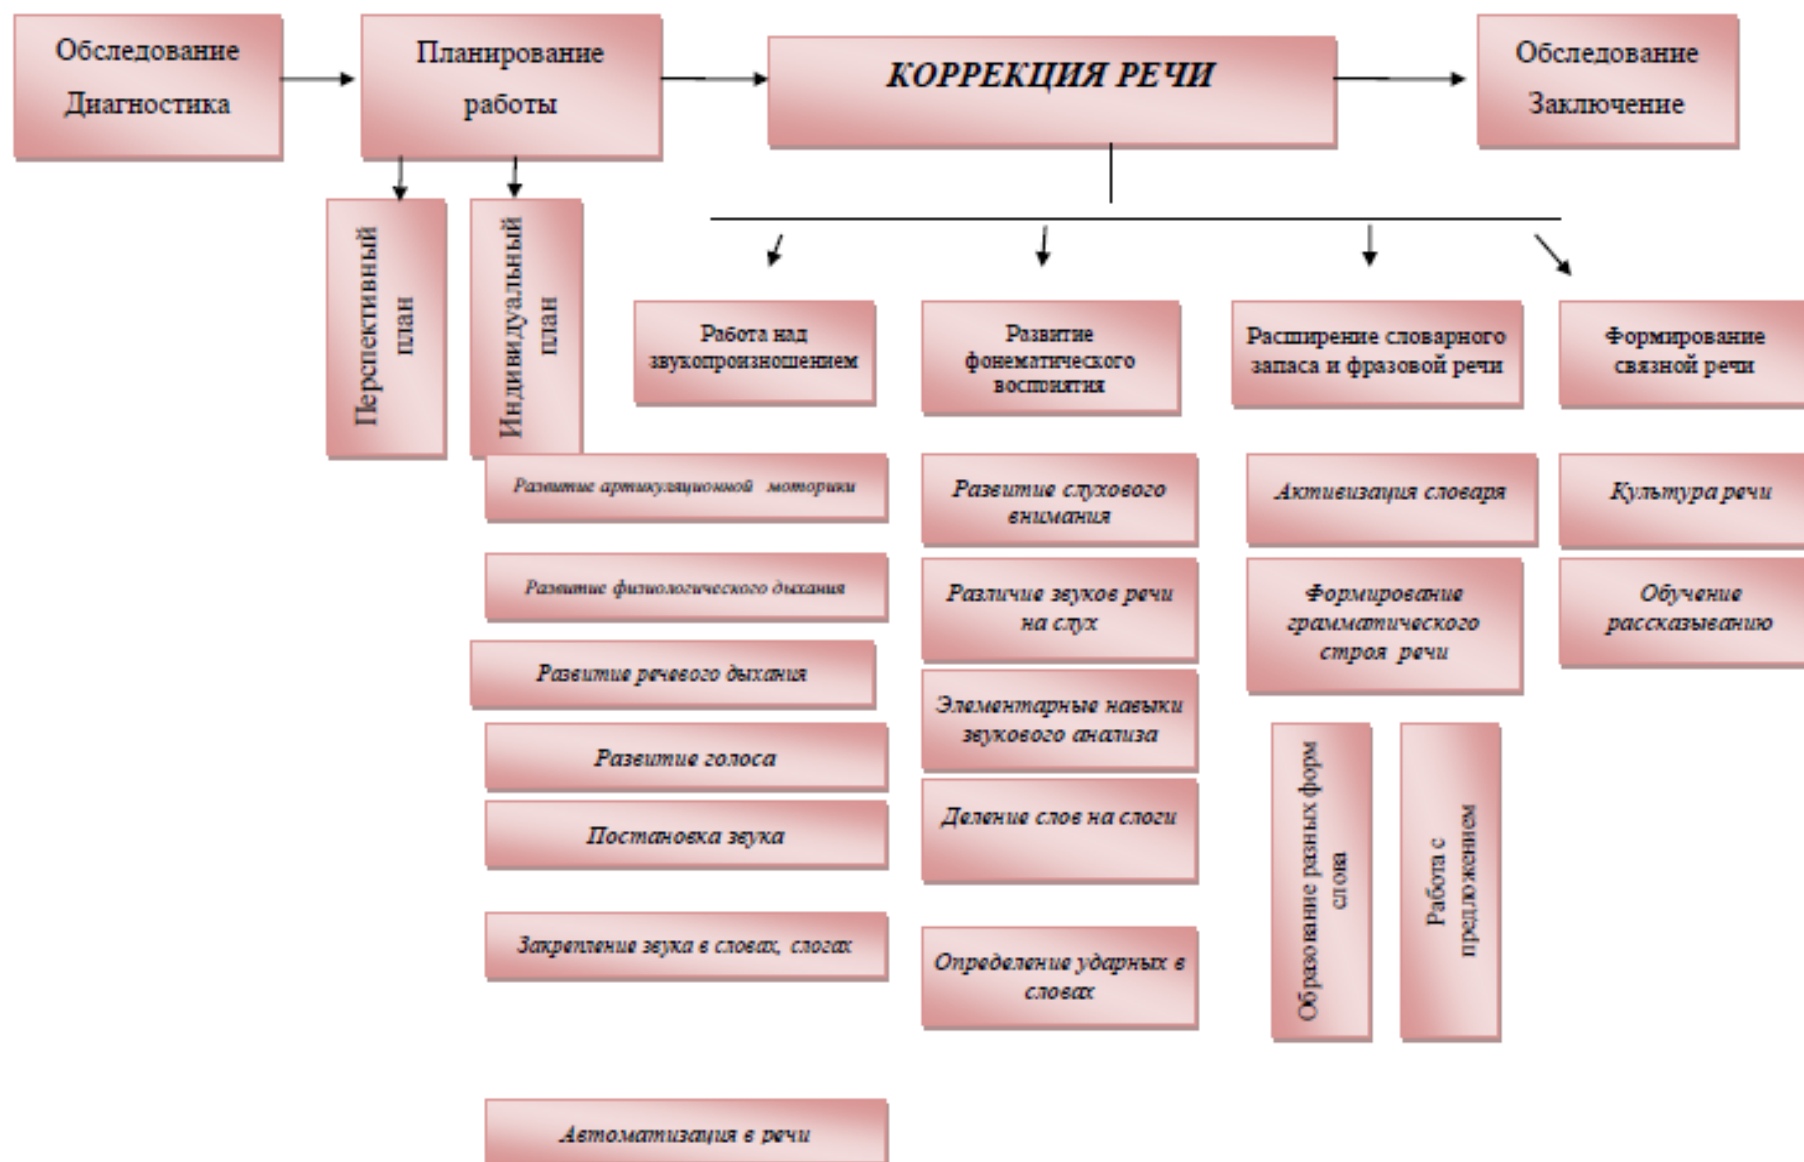 Обследование
Диагностика
Планирование
работы
КОРРЕКЦИЯ РЕЧИ
Обследование
Заключение
Перспективный
план
Индивидуальный
план
Работа над
звукопроизношением
Развитие
фонематического
восприятия
Расширение словарного
запаса и фразовой речи
Формирование
связной речи
Развитие артикуляционной моторики
Развитие физиологического дыхания
Развитие речевого дыхания
Развитие голоса
Постановка звука
Закрепление звука в словах, слогах
Автоматизация в речи
Развитие слухового
внимания
Различие звуков речи
на слух
Элементарные навыки
звукового анализа
Деление слов на слоги
Определение ударных в
словах
Активизация словаря
Формирование
грамматического
строя речи
Образование разных форм
слова
Работа с
предложением
Культура речи
Обучение
рассказыванию